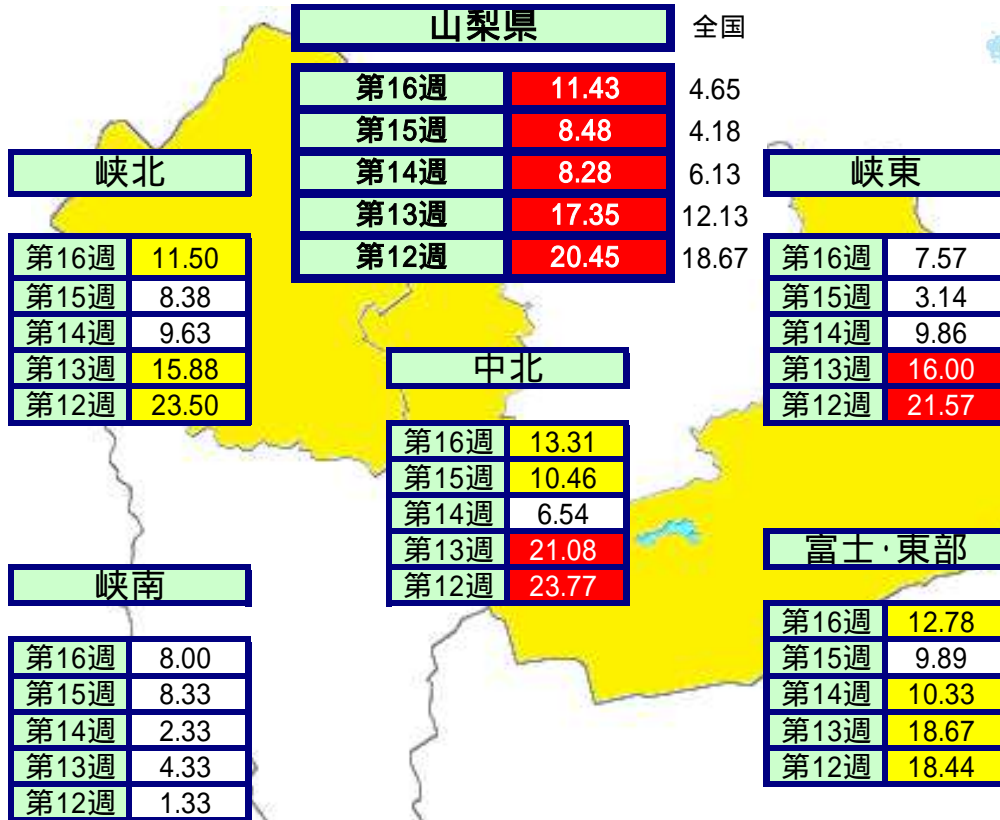 山梨県 全国
第16週 11.43 4.65
第15週 8.48 4.18
第14週 8.28 6.13
第13週 17.35 12.13
第12週 20.45 18.67
峡北
第16週 11.50
第15週 8.38
第14週 9.63
第13週 15.88
第12週 23.50
峡東
第16週 7.57
第15週 3.14
第14週 9.86
第13週 16.00
第12週 21.57
中北
第16週 13.31
第15週 10.46
第14週 6.54
第13週 21.08
第12週 23.77
峡南
第16週 8.00
第15週 8.33
第14週 2.33
第13週 4.33
第12週 1.33
富士・東部
第16週 12.78
第15週 9.89
第14週 10.33
第13週 18.67
第12週 18.44